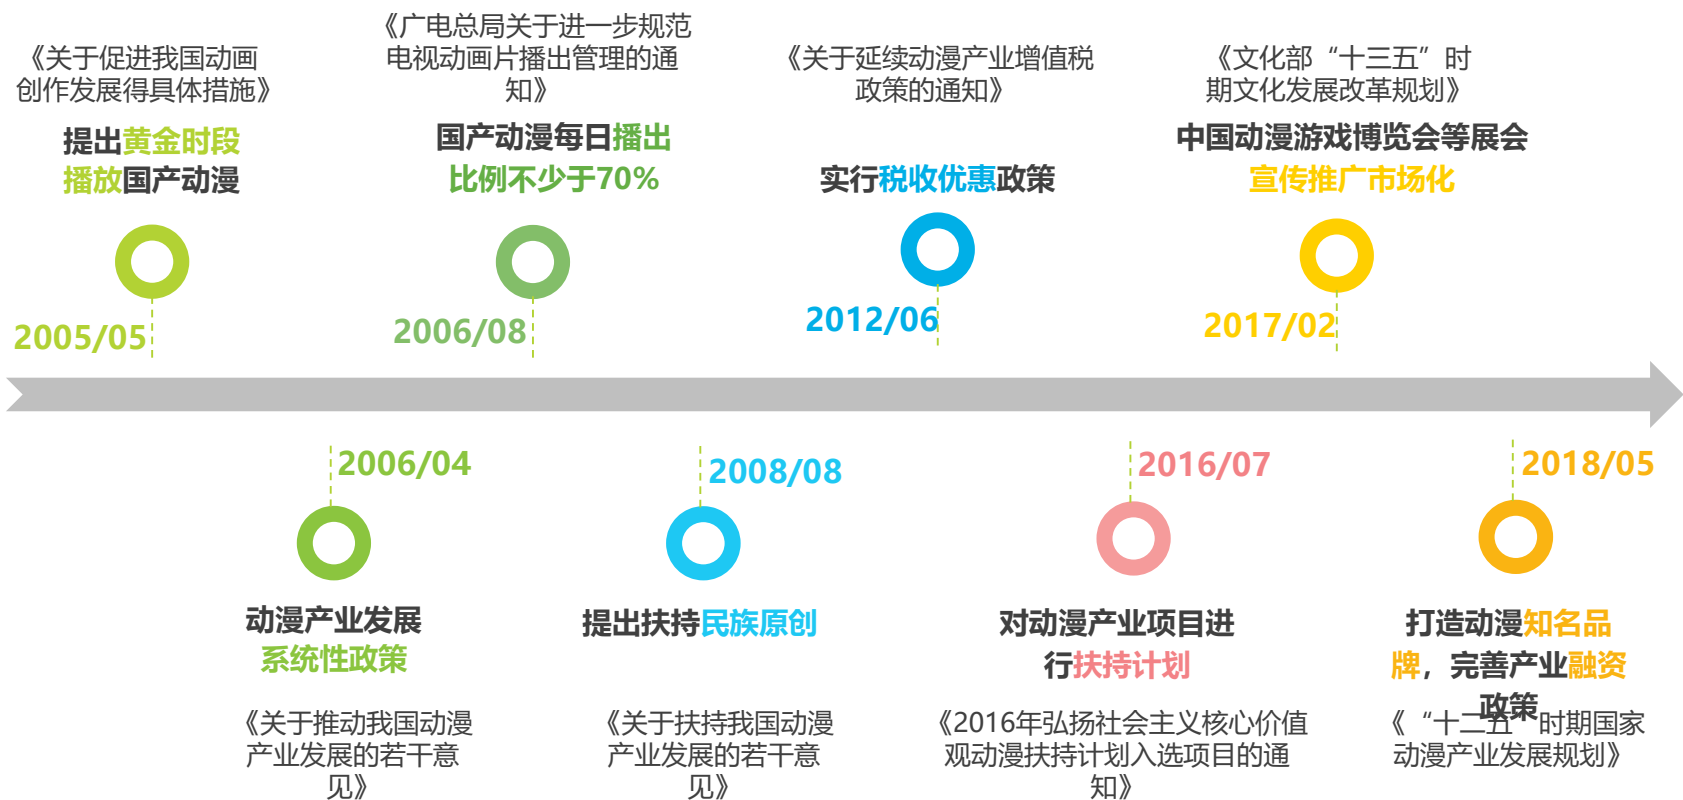 《关于促进我国动画
创作发展得具体措施》
提出黄金时段
播放国产动漫
2005/05
《广电总局关于进一步规范
电视动画片播出管理的通
知》
国产动漫每日播出
比例不少于70%
2006/08
《关于延续动漫产业增值税
政策的通知》
实行税收优惠政策
2012/06
《文化部“十三五”时
期文化发展改革规划》
中国动漫游戏博览会等展会
宣传推广市场化
2017/02
2006/04
动漫产业发展
系统性政策
《关于推动我国动漫
产业发展的若干意
见》
2008/08
提出扶持民族原创
《关于扶持我国动漫
产业发展的若干意
见》
2016/07
对动漫产业项目进
行扶持计划
《2016年弘扬社会主义核心价值
观动漫扶持计划入选项目的通
知》
2018/05
打造动漫知名品
牌，完善产业融资
政策
《“十二五”时期国家
动漫产业发展规划》